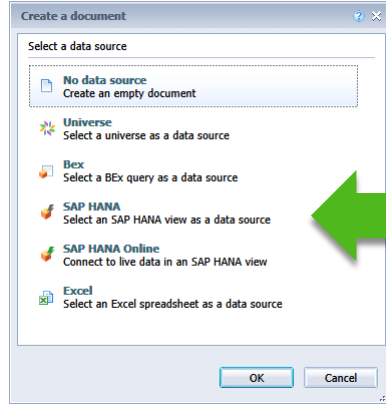 Create a document
Select a data source
No data source
Create an empty document
Universe
Select a universe as a data source
Bex
Select a BEx query as a data source
SAP HANA
Select an SAP HANA view as a data source
SAP HANA Online
Connect to live data in an SAP HANA view
Excel
Select an Excel spreadsheet as a data source
OK Cancel